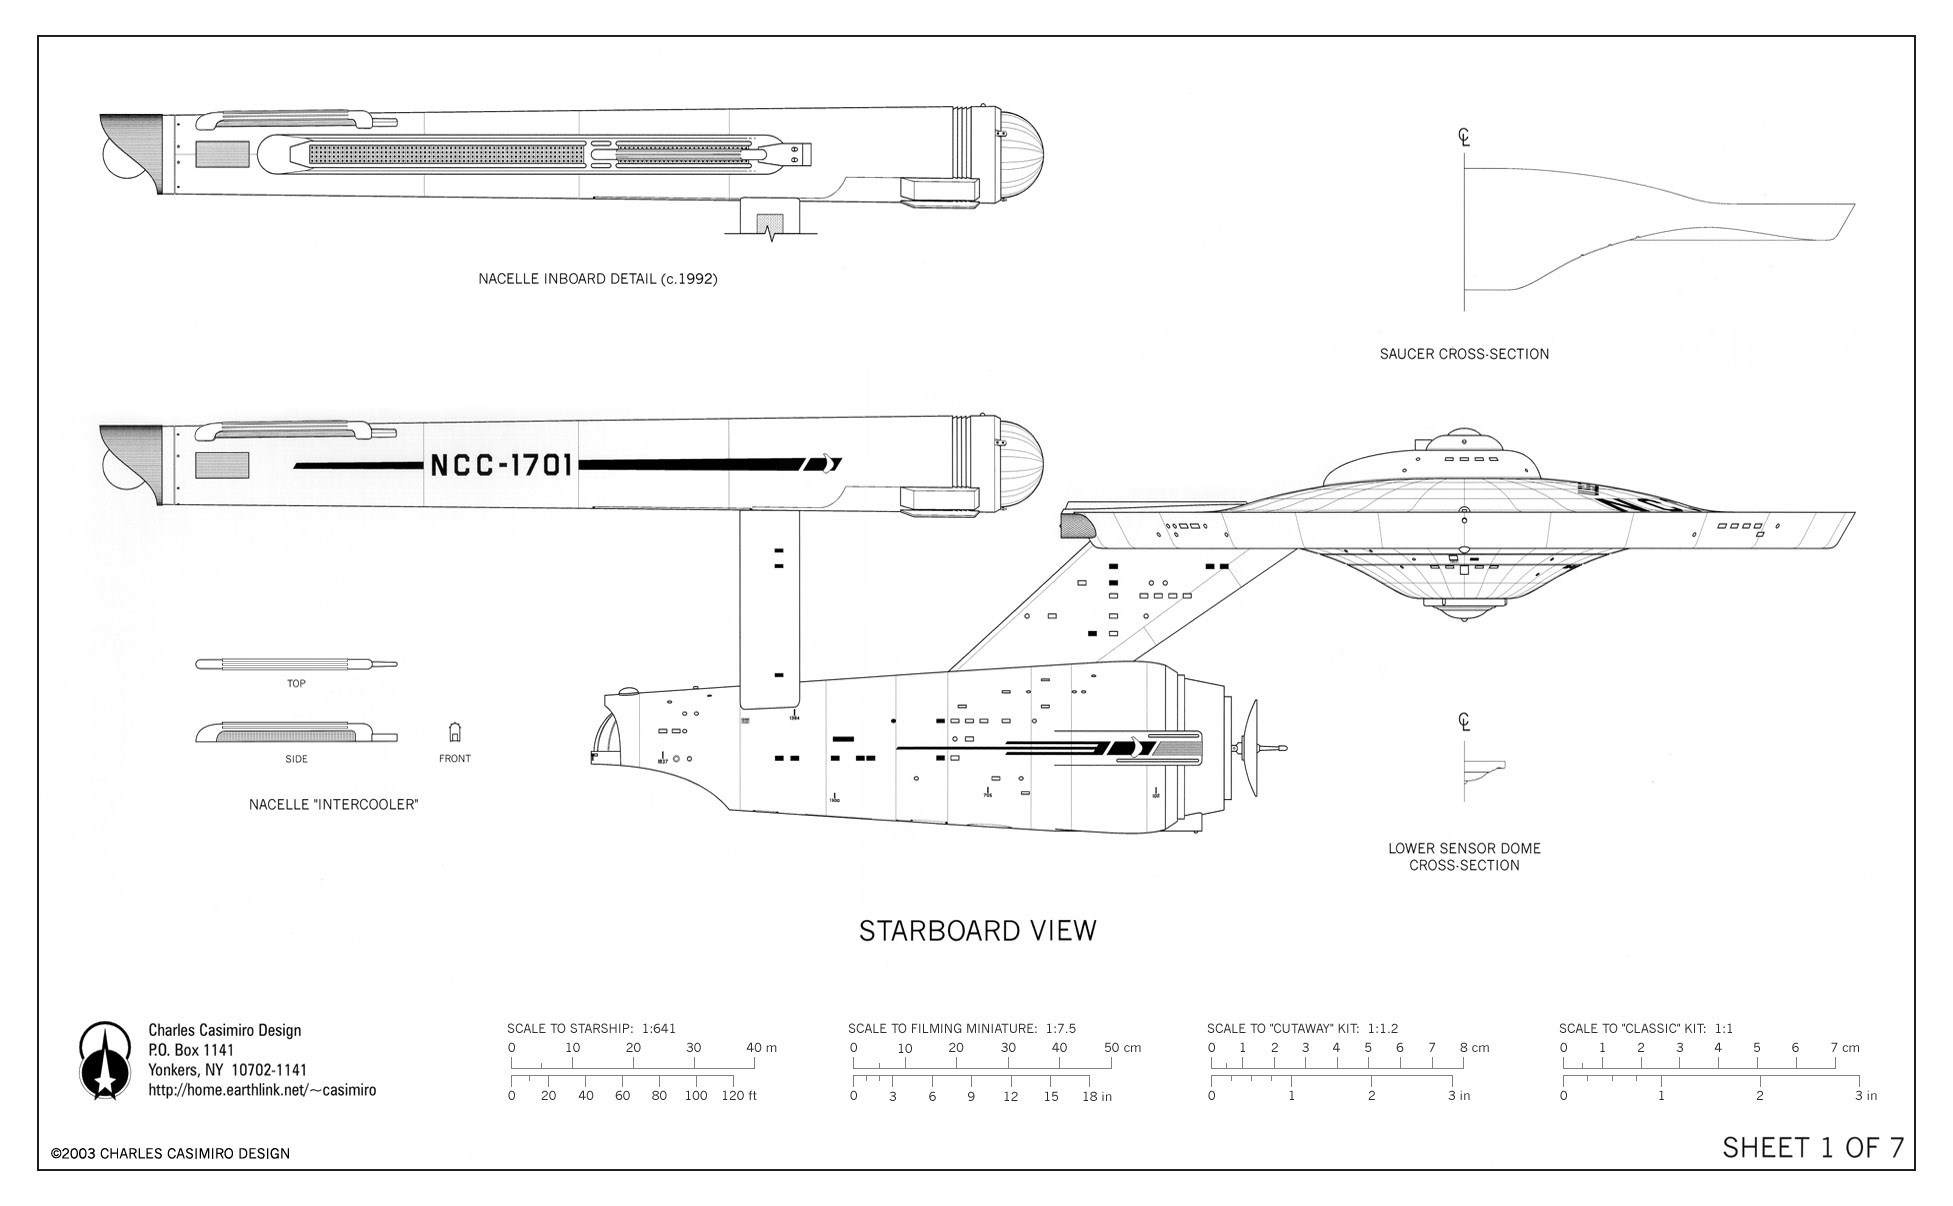 ℄
NACELLE INBOARD DETAIL (c.1992)
SAUCER CROSS-SECTION
NCC-1701
TOP
SIDE
FRONT
NACELLE "INTERCOOLER"
1384
1837
1900
705
102
℄
LOWER SENSOR DOME
CROSS-SECTION
STARBOARD VIEW
Charles Casimiro Design
P.O. Box 1141
Yonkers, NY 10702-1141
http://home.earthlink.net/~casimiro
SCALE TO STARSHIP: 1:641
0 10 20 30 40 m
0 20 40 60 80 100 120 ft
SCALE TO FILMING MINIATURE: 1:7.5
0 10 20 30 40 50 cm
0 3 6 9 12 15 18 in
SCALE TO "CUTAWAY" KIT: 1:1.2
0 1 2 3 4 5 6 7 8 cm
0 1 2 3 in
SCALE TO "CLASSIC" KIT: 1:1
0 1 2 3 4 5 6 7 cm
0 1 2 3 in
©2003 CHARLES CASIMIRO DESIGN
SHEET 1 OF 7